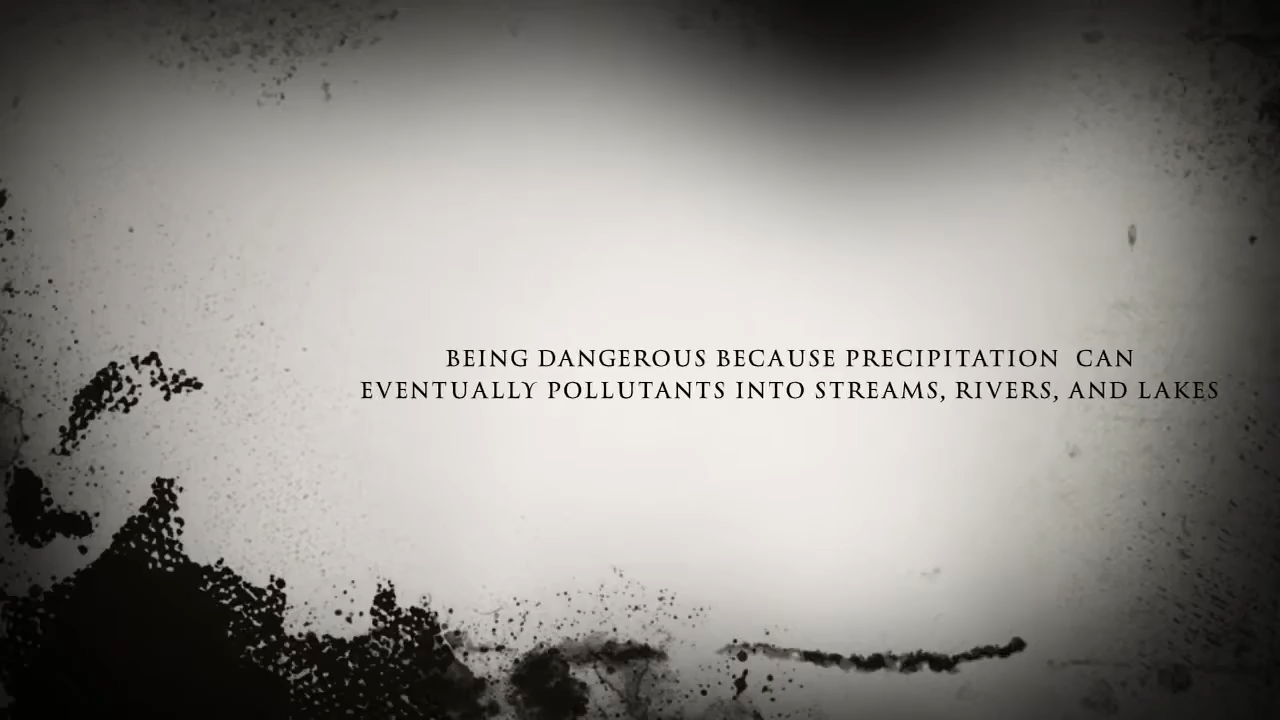 BEING DANGEROUS BECAUSE PRECIPITATION CAN
EVENTUALLY POLLUTANTS INTO STREAMS, RIVERS, AND LAKES